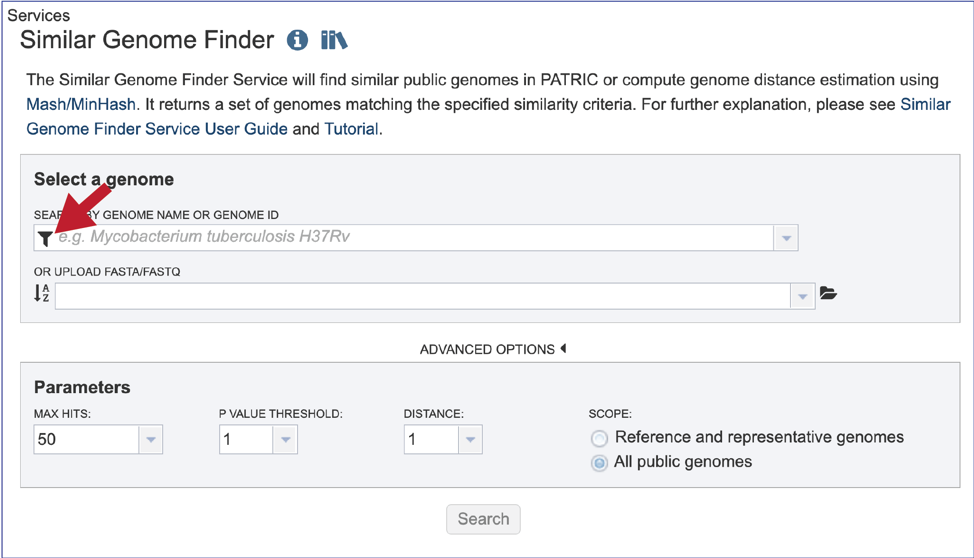 Services
Similar Genome Finder
The Similar Genome Finder Service will find similar public genomes in PATRIC or compute genome distance estimation using
Mash/MinHash. It returns a set of genomes matching the specified similarity criteria. For further explanation, please see Similar
Genome Finder Service User Guide and Tutorial.
Select a genome
BY GENOME NAME OR GENOME ID
e.g. Mycobacterium tuberculosis H37Rv
OR UPLOAD FASTA/FASTQ
A
Z
ADVANCED OPTIONS
Parameters
MAX HITS: P VALUE THRESHOLD: DISTANCE: SCOPE:
50 1 1 Reference and representative genomes
All public genomes
Search